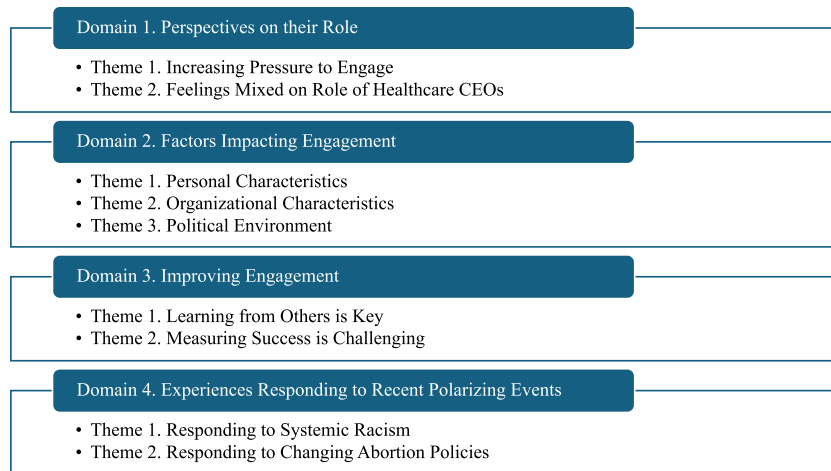 Domain 1. Perspectives on their Role
• Theme 1. Increasing Pressure to Engage
• Theme 2. Feelings Mixed on Role of Healthcare CEOs
Domain 2. Factors Impacting Engagement
• Theme 1. Personal Characteristics
• Theme 2. Organizational Characteristics
• Theme 3. Political Environment
Domain 3. Improving Engagement
• Theme 1. Learning from Others is Key
• Theme 2. Measuring Success is Challenging
Domain 4. Experiences Responding to Recent Polarizing Events
• Theme 1. Responding to Systemic Racism
• Theme 2. Responding to Changing Abortion Policies